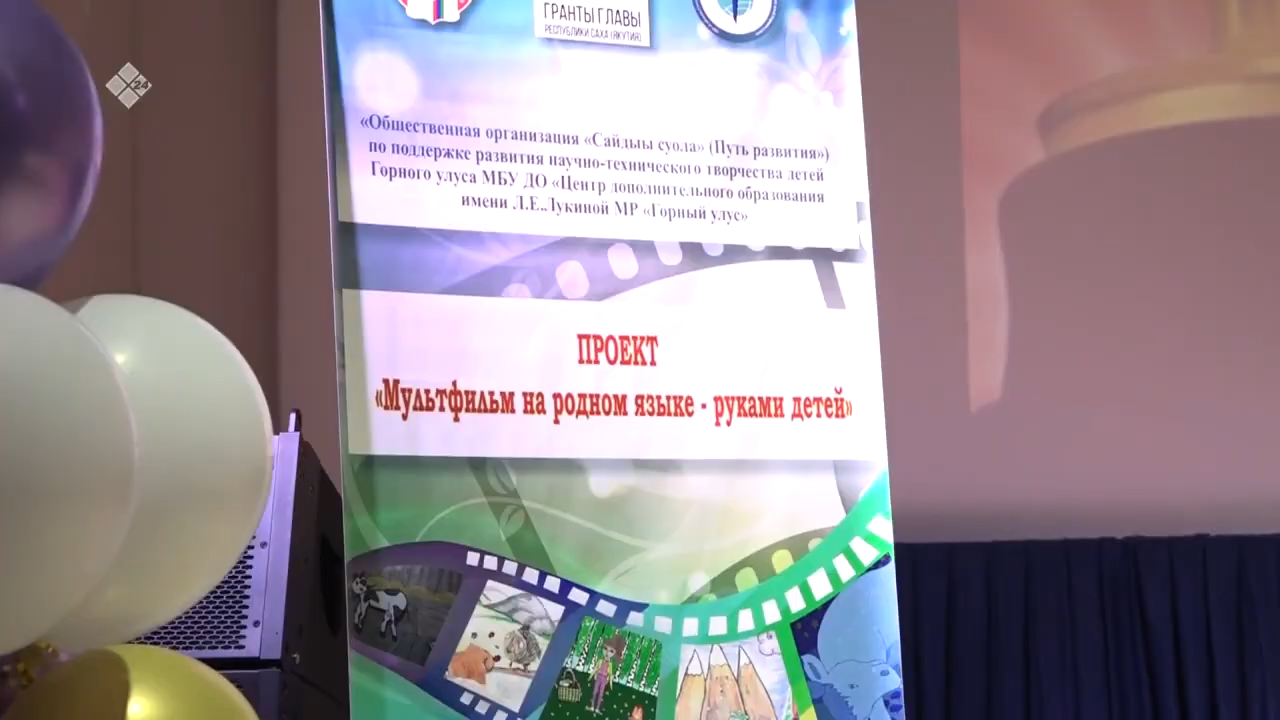 24
ГРАНТЫ ГЛАВЫ
РЕСПУБЛИКИ САХА (ЯКУТИЯ)
«Общественная организация «Сайдыы суола» (Путь развития»)
по поддержке развития научно-технического творчества детей
Горного улуса МБУ ДО «Центр дополнительного образования
имени Л.Е.Лукиной МР «Горный улус»
ПРОЕКТ
«Мультфильм на родном языке - руками детей»